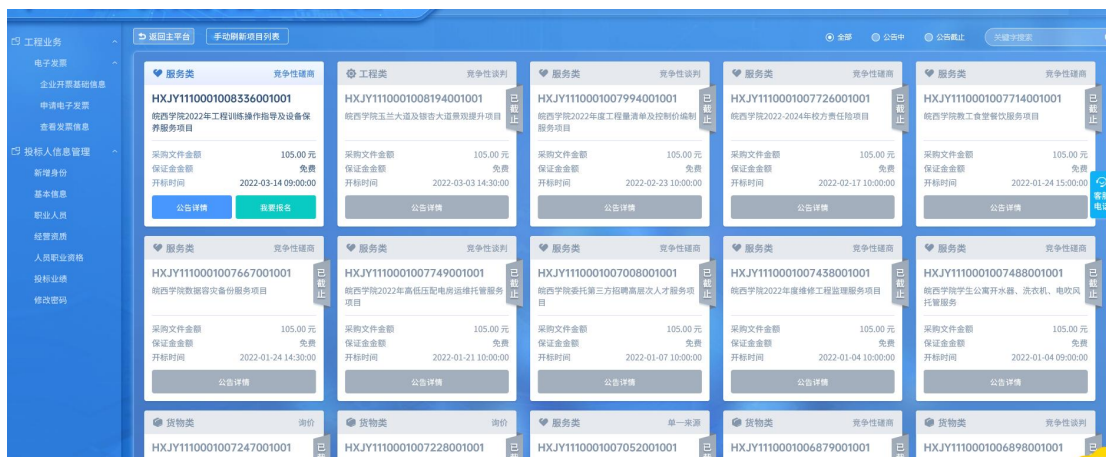 返回主平台
手动刷新项目列表
全部
公告中
公告截止
关键字搜索
工程业务
电子发票
企业开票基础信息
申请电子发票
查看发票信息
投标人信息管理
新增身份
基本信息
职业人员
经营资质
人员职业资格
投标业绩
修改密码
服务类 竞争性磋商
HXJY1110001008336001001
皖西学院2022年工程训练操作指导及设备保
养服务项目
采购文件金额 105.00 元
保证金金额 免费
开标时间 2022-03-14 09:00:00
公告详情 我要报名
工程类 竞争性谈判
HXJY1110001008194001001
已截止
皖西学院玉兰大道及银杏大道景观提升项目
采购文件金额 105.00 元
保证金金额 免费
开标时间 2022-03-03 14:30:00
公告详情
服务类 竞争性谈判
HXJY1110001007994001001
已截止
皖西学院2022年度工程量清单及控制价编制
服务项目
采购文件金额 105.00 元
保证金金额 免费
开标时间 2022-02-23 10:00:00
公告详情
服务类 竞争性磋商
HXJY1110001007726001001
已截止
皖西学院2022-2024年校方责任险项目
采购文件金额 105.00 元
保证金金额 免费
开标时间 2022-02-17 10:00:00
公告详情
服务类 竞争性磋商
HXJY1110001007714001001
已截止
皖西学院教工食堂餐饮服务项目
采购文件金额 105.00 元
保证金金额 免费
开标时间 2022-01-24 15:00:00
公告详情
客服
电话
服务类 竞争性磋商
HXJY1110001007667001001
已截止
皖西学院数据容灾备份服务项目
采购文件金额 105.00 元
保证金金额 免费
开标时间 2022-01-24 14:30:00
公告详情
服务类 竞争性谈判
HXJY1110001007749001001
已截止
皖西学院2022年高低压配电房运维托管服务
项目
采购文件金额 105.00 元
保证金金额 免费
开标时间 2022-01-21 10:00:00
公告详情
服务类 竞争性磋商
HXJY1110001007008001001
已截止
皖西学院委托第三方招聘高层次人才服务项
目
采购文件金额 105.00 元
保证金金额 免费
开标时间 2022-01-07 10:00:00
公告详情
服务类 竞争性磋商
HXJY1110001007438001001
已截止
皖西学院2022年度维修工程监理服务项目
采购文件金额 105.00 元
保证金金额 免费
开标时间 2022-01-04 10:00:00
公告详情
服务类 竞争性磋商
HXJY1110001007488001001
已截止
皖西学院学生公寓开水器、洗衣机、电吹风
托管服务
采购文件金额 105.00 元
保证金金额 免费
开标时间 2022-01-04 09:00:00
公告详情
货物类 询价
HXJY1110001007247001001
已
货物类 询价
HXJY1110001007228001001
已
服务类 单一来源
HXJY1110001007052001001
已
货物类 竞争性磋商
HXJY1110001006879001001
已
货物类 竞争性谈判
HXJY1110001006898001001
已